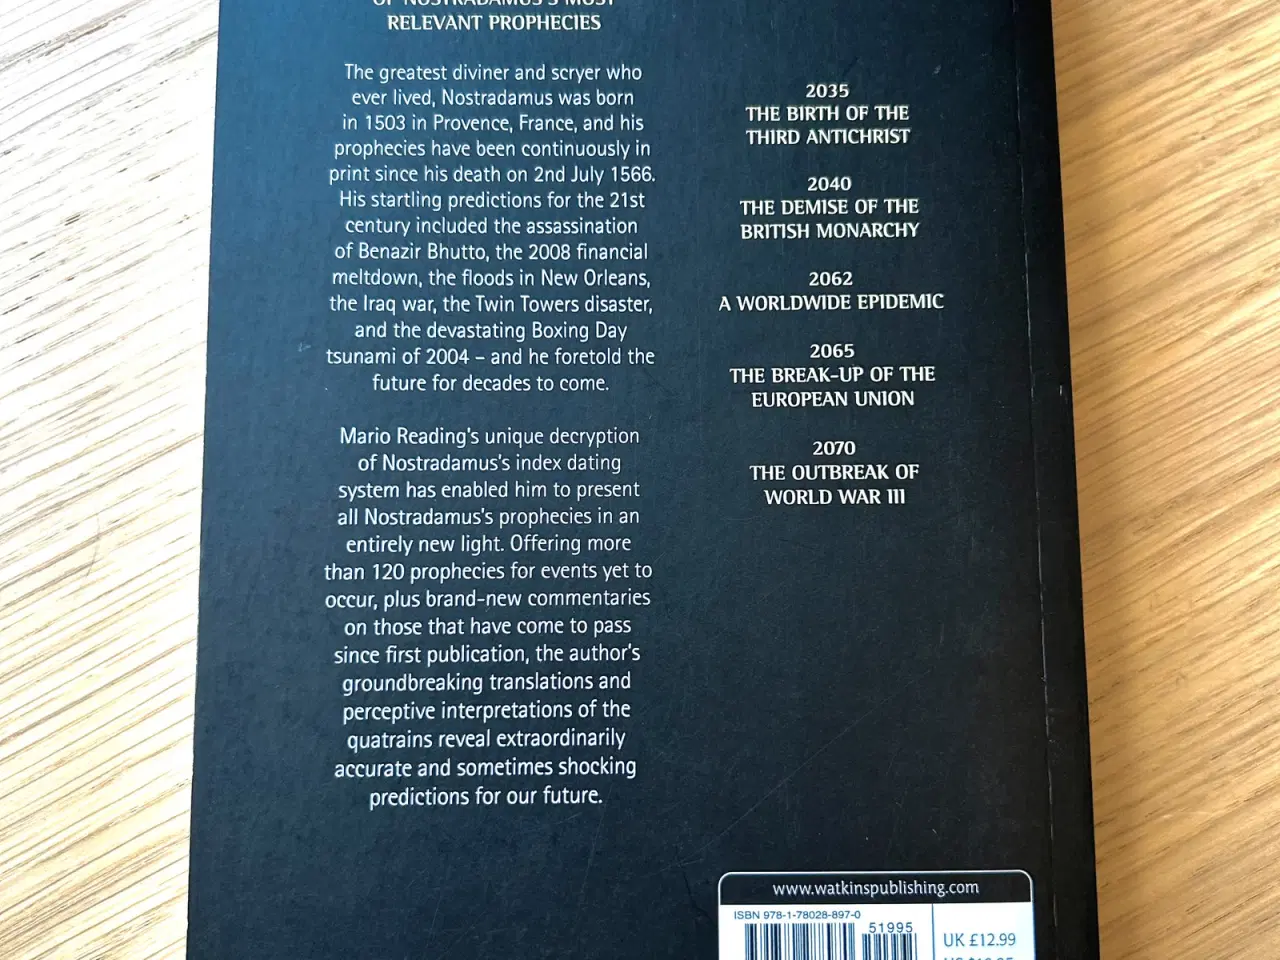 OF NOSTRADAMUS'S MOST
RELEVANT PROPHECIES
The greatest diviner and scryer who
ever lived, Nostradamus was born
in 1503 in Provence, France, and his
prophecies have been continuously in
print since his death on 2nd July 1566.
His startling predictions for the 21st
century included the assassination
of Benazir Bhutto, the 2008 financial
meltdown, the floods in New Orleans,
the Iraq war, the Twin Towers disaster,
and the devastating Boxing Day
tsunami of 2004 – and he foretold the
future for decades to come.
Mario Reading's unique decryption
of Nostradamus's index dating
system has enabled him to present
all Nostradamus's prophecies in an
entirely new light. Offering more
than 120 prophecies for events yet to
occur, plus brand-new commentaries
on those that have come to pass
since first publication, the author's
groundbreaking translations and
perceptive interpretations of the
quatrains reveal extraordinarily
accurate and sometimes shocking
predictions for our future.
2035
THE BIRTH OF THE
THIRD ANTICHRIST
2040
THE DEMISE OF THE
BRITISH MONARCHY
2062
A WORLDWIDE EPIDEMIC
2065
THE BREAK-UP OF THE
EUROPEAN UNION
2070
THE OUTBREAK OF
WORLD WAR III
www.watkinspublishing.com
ISBN 978-1-78028-897-0
51995
UK £12.99